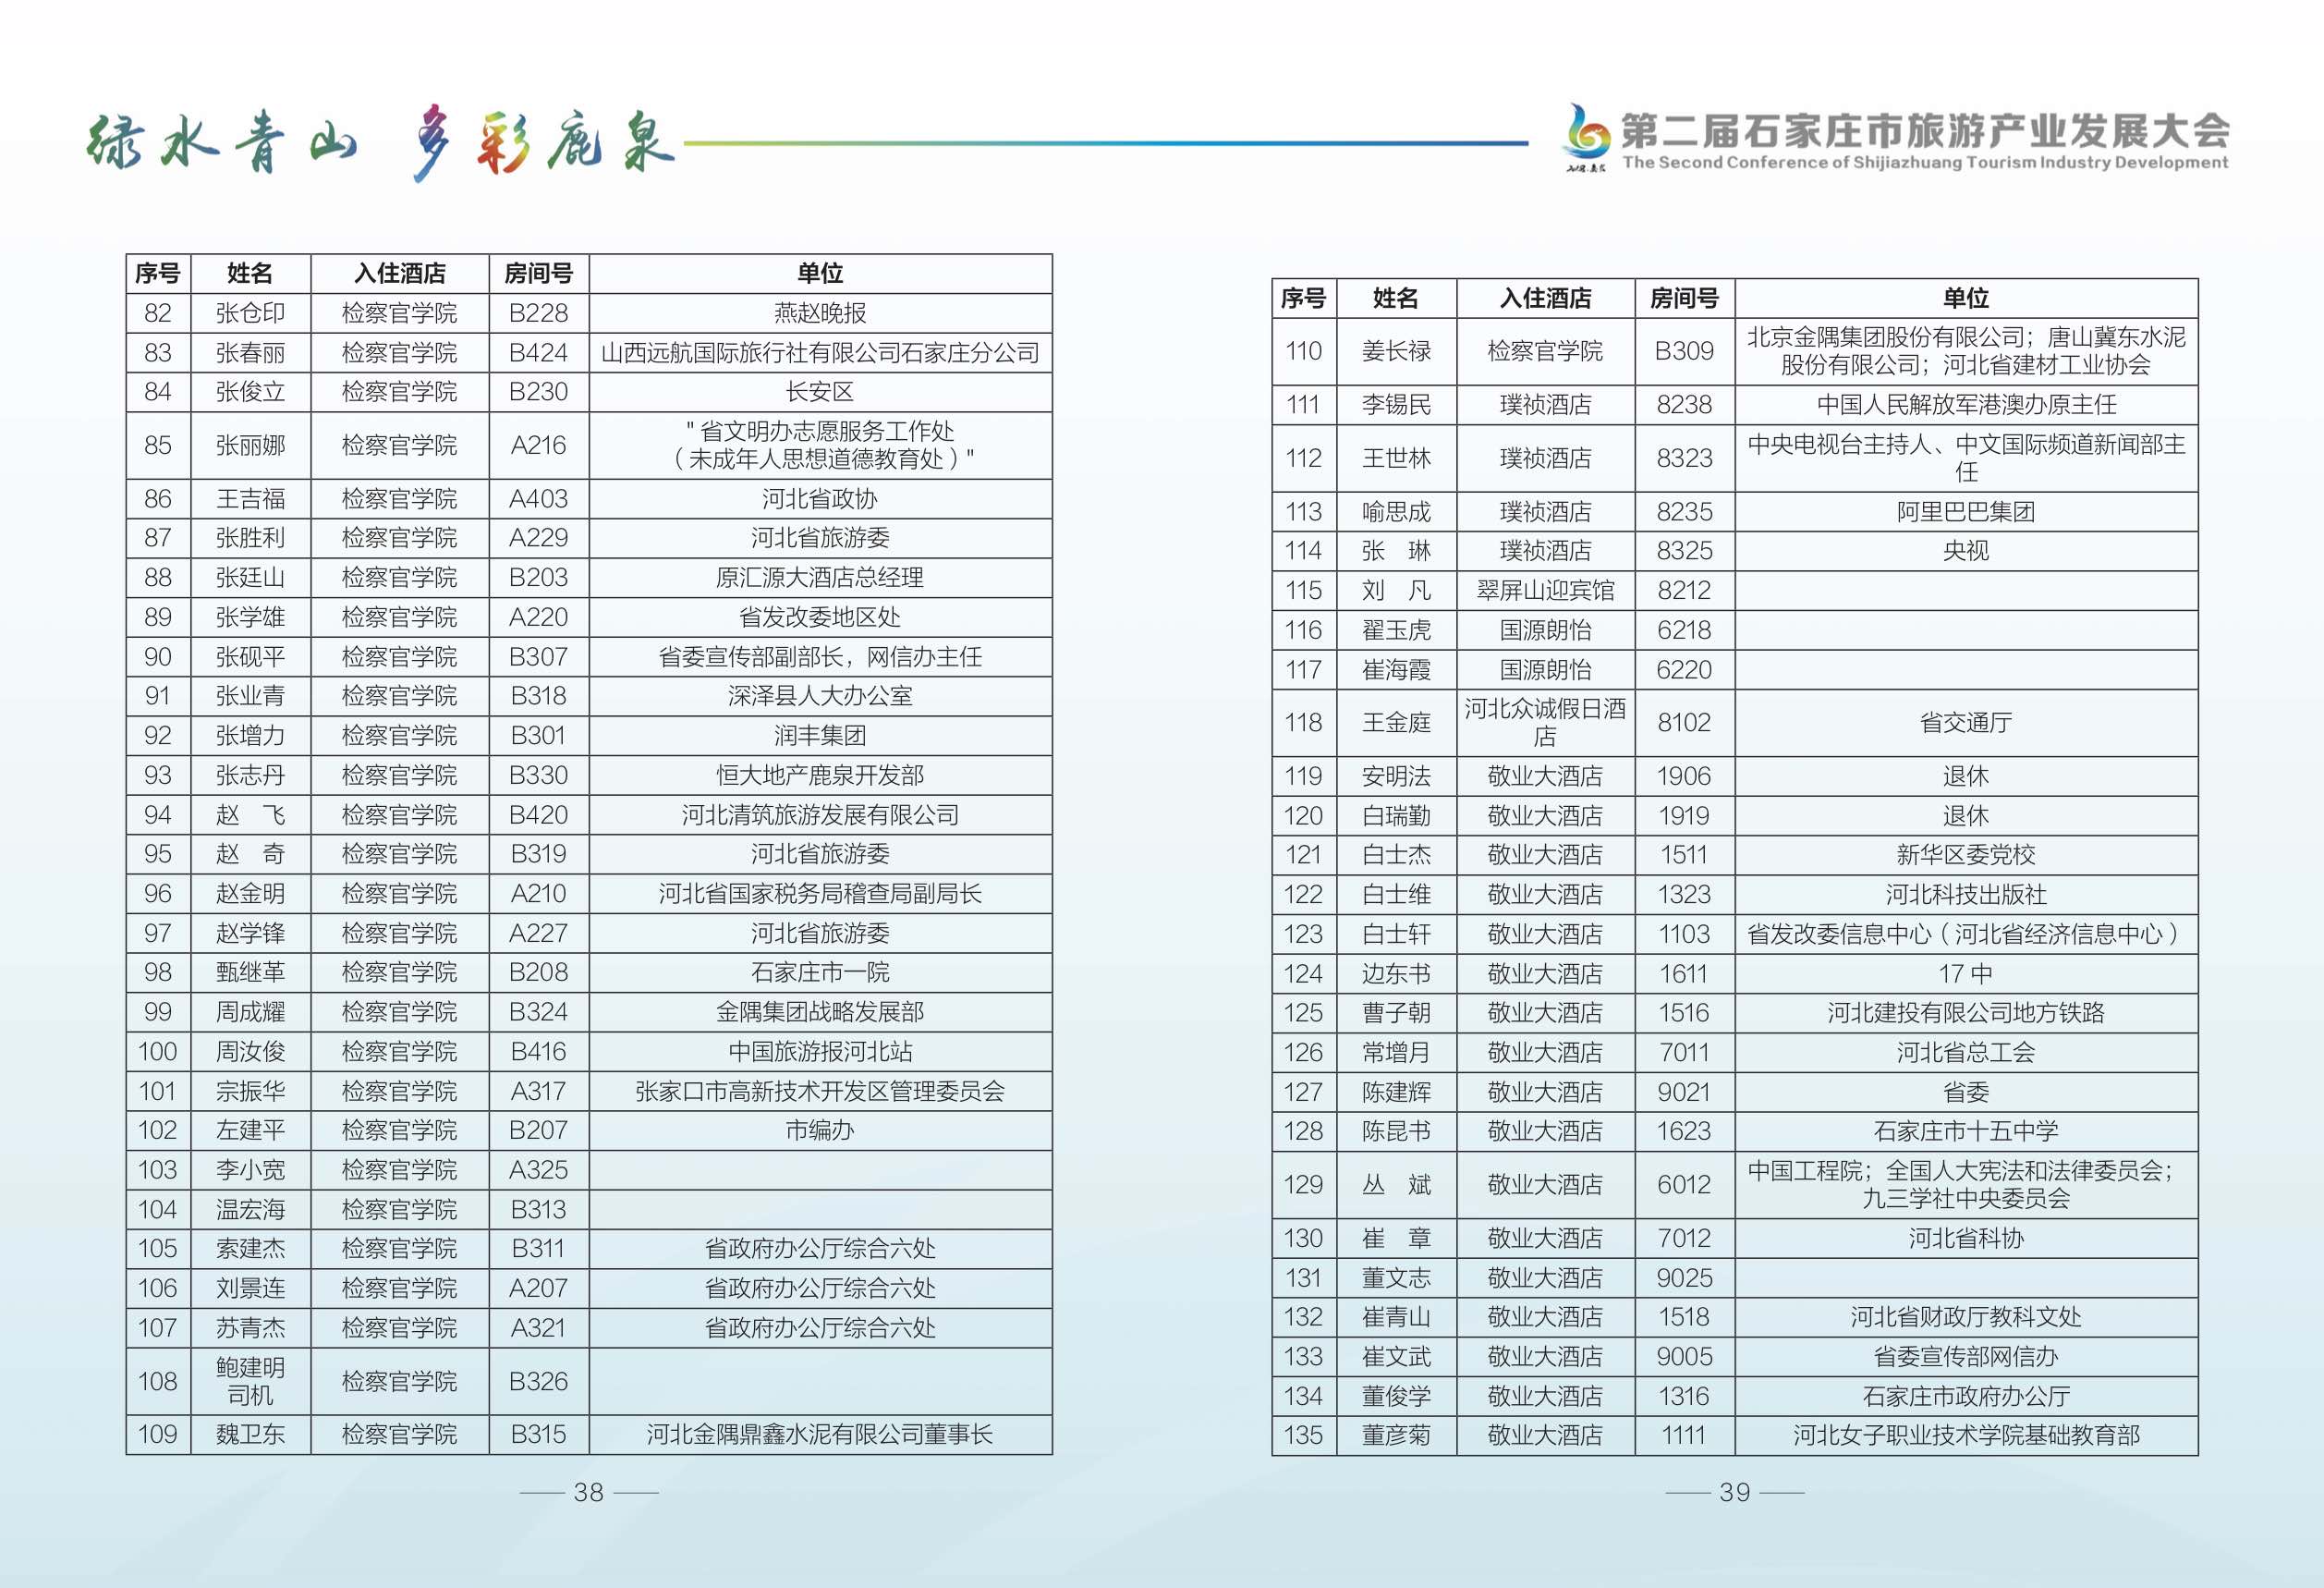 绿水青山 多彩鹿泉
第二届石家庄市旅游产业发展大会
The Second Conference of Shijiazhuang Tourism Industry Development
序号 姓名 入住酒店 房间号 单位
82 张仓印 检察官学院 B228 燕赵晚报
83 张春丽 检察官学院 B424 山西远航国际旅行社有限公司石家庄分公司
84 张俊立 检察官学院 B230 长安区
85 张丽娜 检察官学院 A216 "省文明办志愿服务工作处
（未成年人思想道德教育处）"
86 王吉福 检察官学院 A403 河北省政协
87 张胜利 检察官学院 A229 河北省旅游委
88 张廷山 检察官学院 B203 原汇源大酒店总经理
89 张学雄 检察官学院 A220 省发改委地区处
90 张砚平 检察官学院 B307 省委宣传部副部长，网信办主任
91 张业青 检察官学院 B318 深泽县人大办公室
92 张增力 检察官学院 B301 润丰集团
93 张志丹 检察官学院 B330 恒大地产鹿泉开发部
94 赵　飞 检察官学院 B420 河北清筑旅游发展有限公司
95 赵　奇 检察官学院 B319 河北省旅游委
96 赵金明 检察官学院 A210 河北省国家税务局稽查局副局长
97 赵学锋 检察官学院 A227 河北省旅游委
98 甄继革 检察官学院 B208 石家庄市一院
99 周成耀 检察官学院 B324 金隅集团战略发展部
100 周汝俊 检察官学院 B416 中国旅游报河北站
101 宗振华 检察官学院 A317 张家口市高新技术开发区管理委员会
102 左建平 检察官学院 B207 市编办
103 李小宽 检察官学院 A325
104 温宏海 检察官学院 B313
105 索建杰 检察官学院 B311 省政府办公厅综合六处
106 刘景连 检察官学院 A207 省政府办公厅综合六处
107 苏青杰 检察官学院 A321 省政府办公厅综合六处
108 鲍建明
司机 检察官学院 B326
109 魏卫东 检察官学院 B315 河北金隅鼎鑫水泥有限公司董事长
38
序号 姓名 入住酒店 房间号 单位
110 姜长禄 检察官学院 B309 北京金隅集团股份有限公司；唐山冀东水泥
股份有限公司；河北省建材工业协会
111 李锡民 璞祯酒店 8238 中国人民解放军港澳办原主任
112 王世林 璞祯酒店 8323 中央电视台主持人、中文国际频道新闻部主
任
113 喻思成 璞祯酒店 8235 阿里巴巴集团
114 张　琳 璞祯酒店 8325 央视
115 刘　凡 翠屏山迎宾馆 8212
116 翟玉虎 国源朗怡 6218
117 崔海霞 国源朗怡 6220
118 王金庭 河北众诚假日酒
店 8102 省交通厅
119 安明法 敬业大酒店 1906 退休
120 白瑞勤 敬业大酒店 1919 退休
121 白士杰 敬业大酒店 1511 新华区委党校
122 白士维 敬业大酒店 1323 河北科技出版社
123 白士轩 敬业大酒店 1103 省发改委信息中心（河北省经济信息中心）
124 边东书 敬业大酒店 1611 17 中
125 曹子朝 敬业大酒店 1516 河北建投有限公司地方铁路
126 常增月 敬业大酒店 7011 河北省总工会
127 陈建辉 敬业大酒店 9021 省委
128 陈昆书 敬业大酒店 1623 石家庄市十五中学
129 丛　斌 敬业大酒店 6012 中国工程院；全国人大宪法和法律委员会；
九三学社中央委员会
130 崔　章 敬业大酒店 7012 河北省科协
131 董文志 敬业大酒店 9025
132 崔青山 敬业大酒店 1518 河北省财政厅教科文处
133 崔文武 敬业大酒店 9005 省委宣传部网信办
134 董俊学 敬业大酒店 1316 石家庄市政府办公厅
135 董彦菊 敬业大酒店 1111 河北女子职业技术学院基础教育部
39